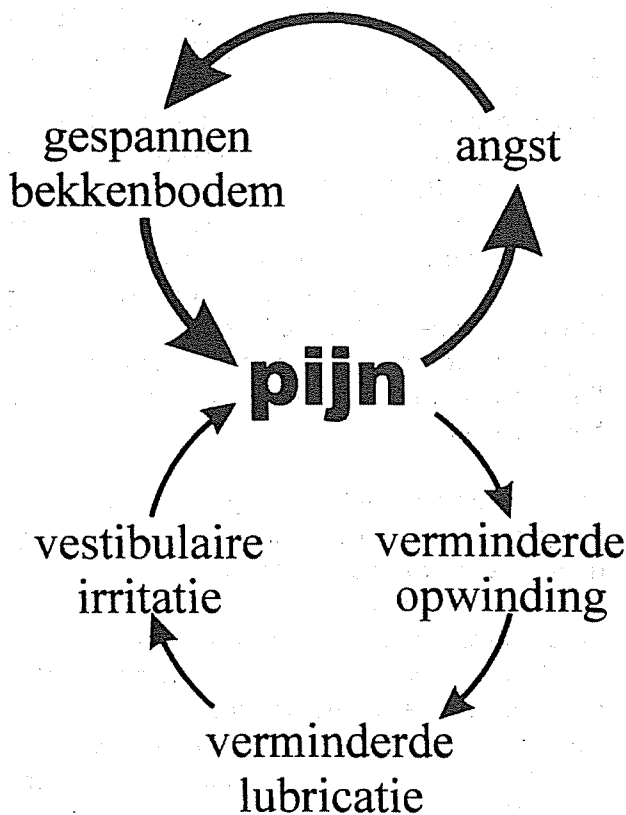 gespannen
bekkenbodem
angst
pijn
vestibulaire
irritatie
verminderde
opwinding
verminderde
lubricatie